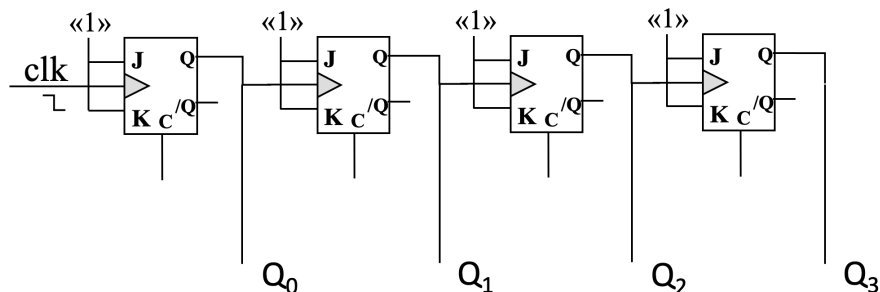 «1» «1» «1» «1»
J Q J Q J Q J Q
clk
/Q /Q /Q /Q
K C K C K C K C
Q0 Q1 Q2 Q3